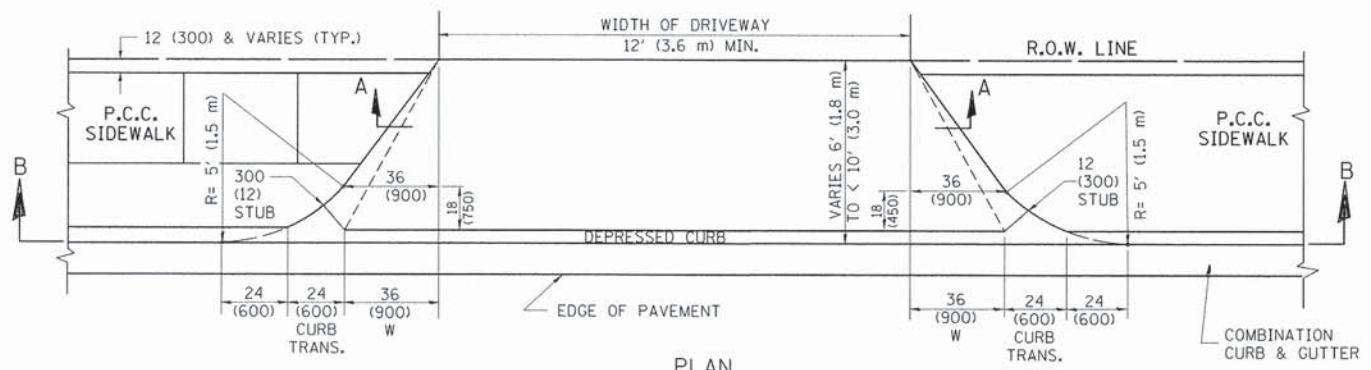 12 (300) & VARIES (TYP.)
WIDTH OF DRIVEWAY
12' (3.6 m) MIN.
R.O.W. LINE
A
A
P.C.C.
SIDEWALK
P.C.C.
SIDEWALK
R= 5' (1.5 m)
300
(12)
STUB
36
(900)
18
(750)
VARIES 6' (1.8 m)
TO < 10' (3.0 m)
36
(900)
18
(450)
12
(300)
STUB
R= 5' (1.5 m)
B
B
DEPRESSED CURB
24
(600)
24
(600)
CURB
TRANS.
36
(900)
W
EDGE OF PAVEMENT
36
(900)
W
24
(600)
CURB
TRANS.
24
(600)
COMBINATION
CURB & GUTTER
PLAN